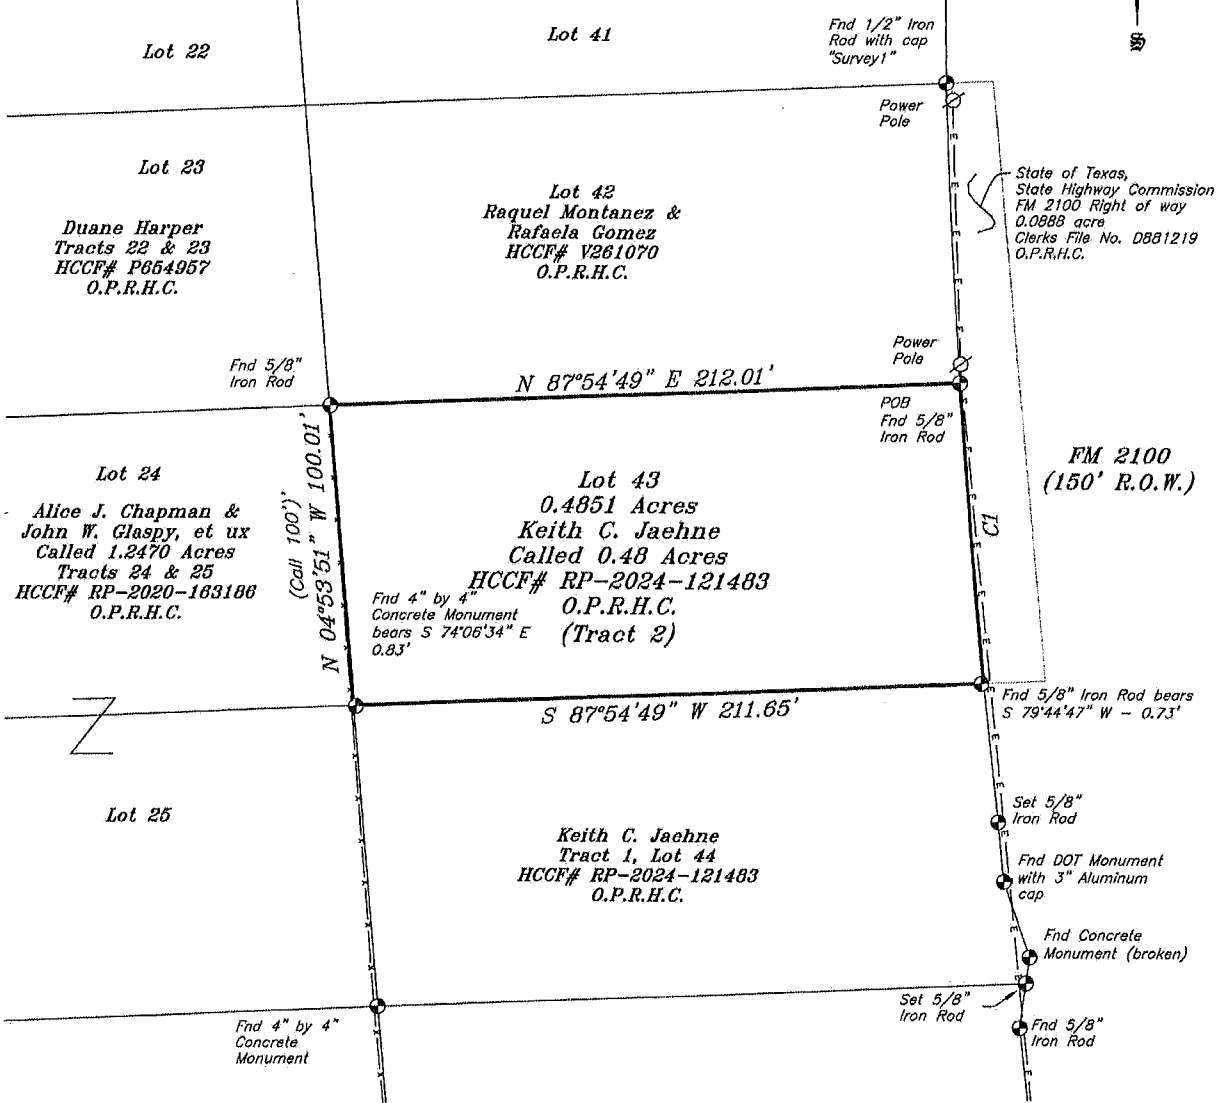 Lot 22
Lot 41
Fnd 1/2" Iron
Rod with cap
"Survey1"
S
Power
Pole
Lot 23
Duane Harper
Tracts 22 & 23
HCCF# P654957
O.P.R.H.C.
Lot 42
Raquel Montanez &
Rafaela Gomez
HCCF# V261070
O.P.R.H.C.
State of Texas,
State Highway Commission
FM 2100 Right of way
0.0888 acre
Clerks File No. D881219
O.P.R.H.C.
Fnd 5/8"
Iron Rod
Power
Pole
N 87°54'49" E 212.01'
POB
Fnd 5/8"
Iron Rod
FM 2100
(150' R.O.W.)
Lot 24
Alice J. Chapman &
John W. Glaspy, et ux
Called 1.2470 Acres
Tracts 24 & 25
HCCF# RP-2020-163186
O.P.R.H.C.
(Call 100')'
N 04°53'51" W 100.01'
Lot 43
0.4851 Acres
Keith C. Jaehne
Called 0.48 Acres
HCCF# RP-2024-121483
O.P.R.H.C.
(Tract 2)
C1
Fnd 4" by 4"
Concrete Monument
bears S 74°06'34" E
0.83'
S 87°54'49" W 211.65'
Fnd 5/8" Iron Rod bears
S 79°44'47" W - 0.73'
Z
Lot 25
Keith C. Jaehne
Tract 1, Lot 44
HCCF# RP-2024-121483
O.P.R.H.C.
Set 5/8"
Iron Rod
Fnd DOT Monument
with 3" Aluminum
cap
Fnd Concrete
Monument (broken)
Set 5/8"
Iron Rod
Fnd 5/8"
Iron Rod
Fnd 4" by 4"
Concrete
Monument